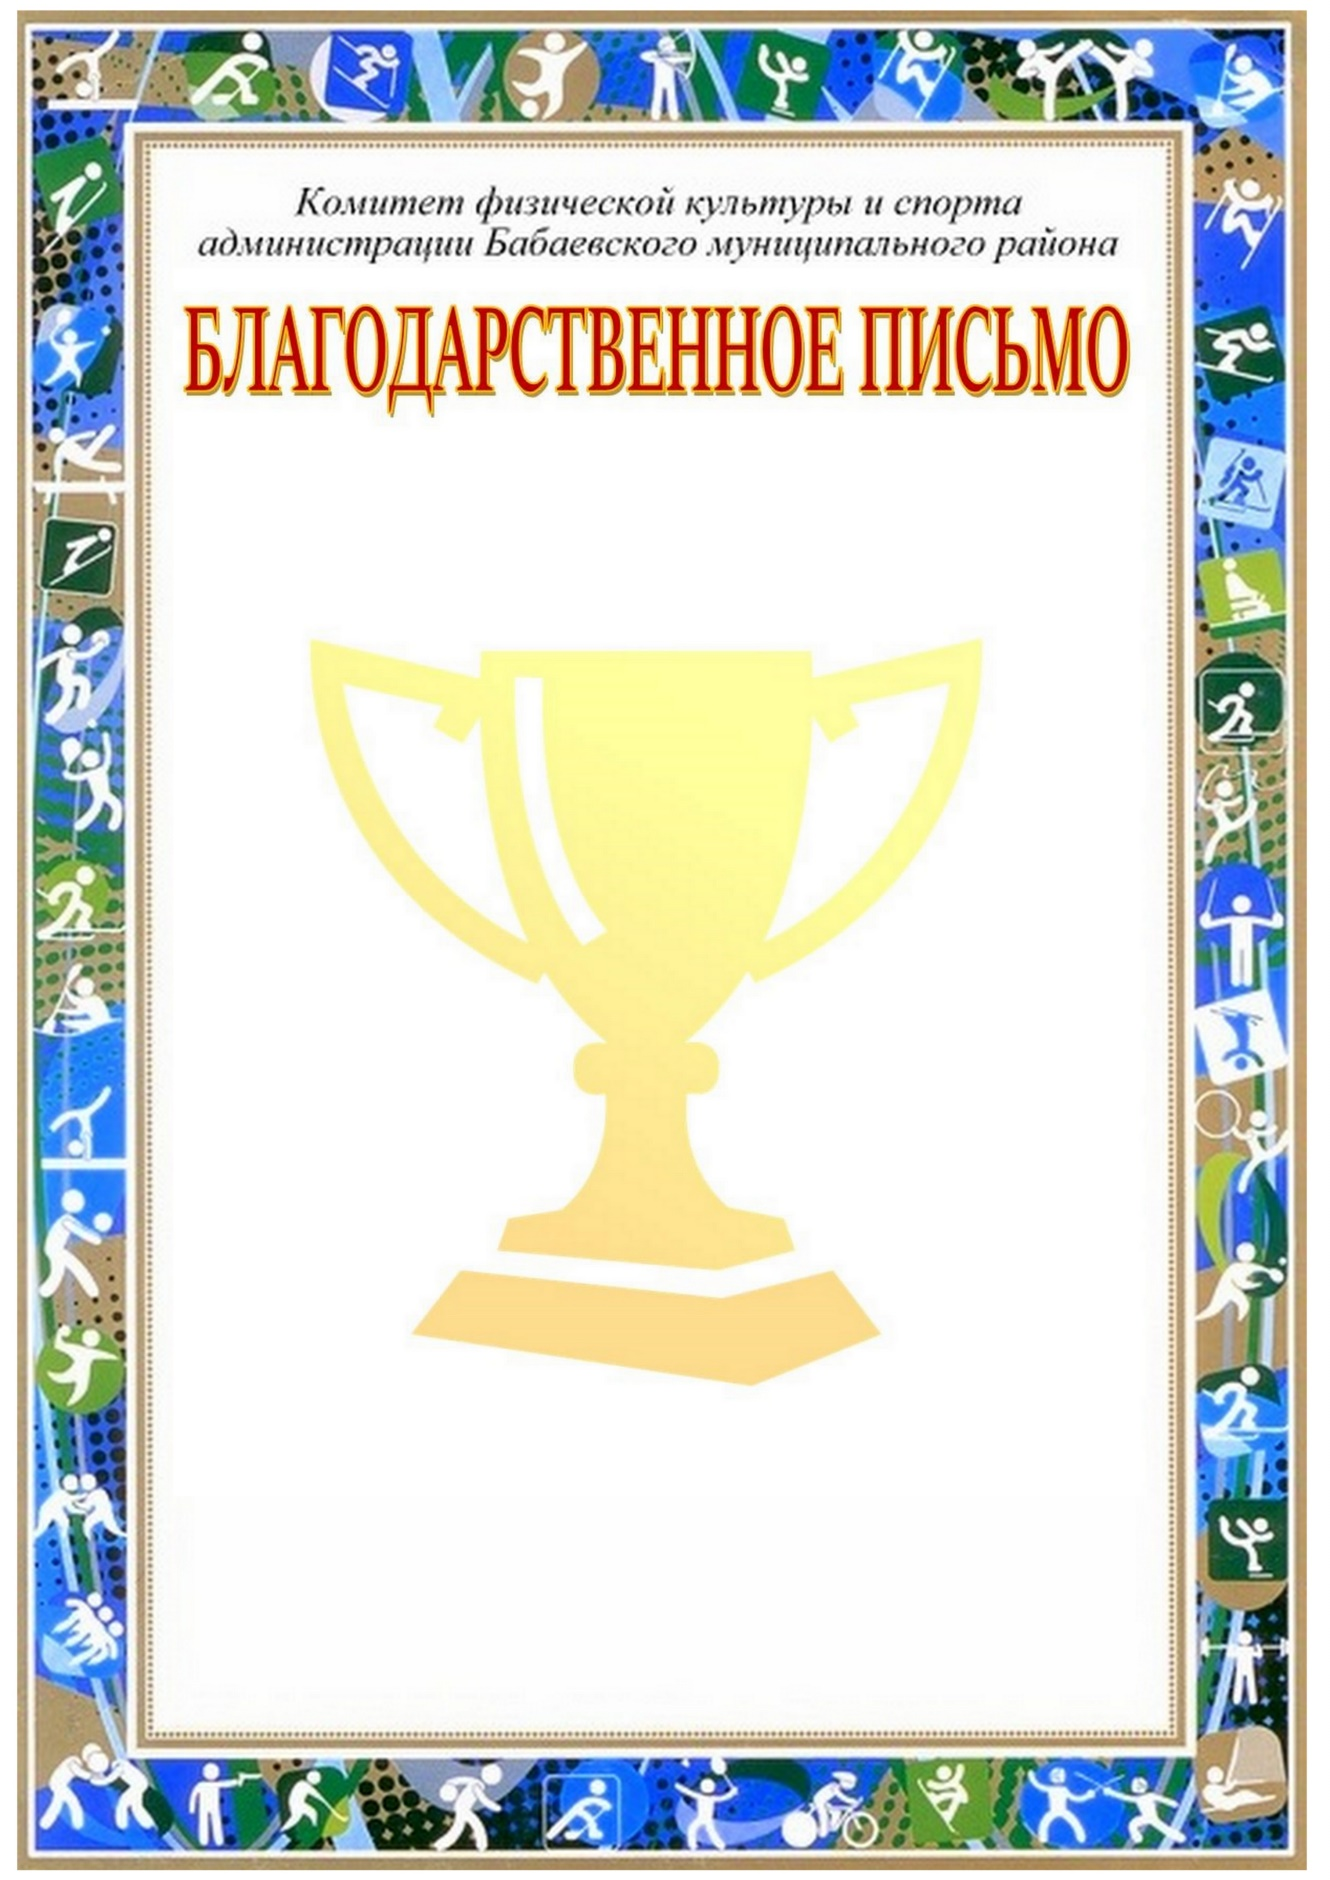 Комитет физической культуры и спорта
администрации Бабаевского муниципального района
БЛАГОДАРСТВЕННОЕ ПИСЬМО